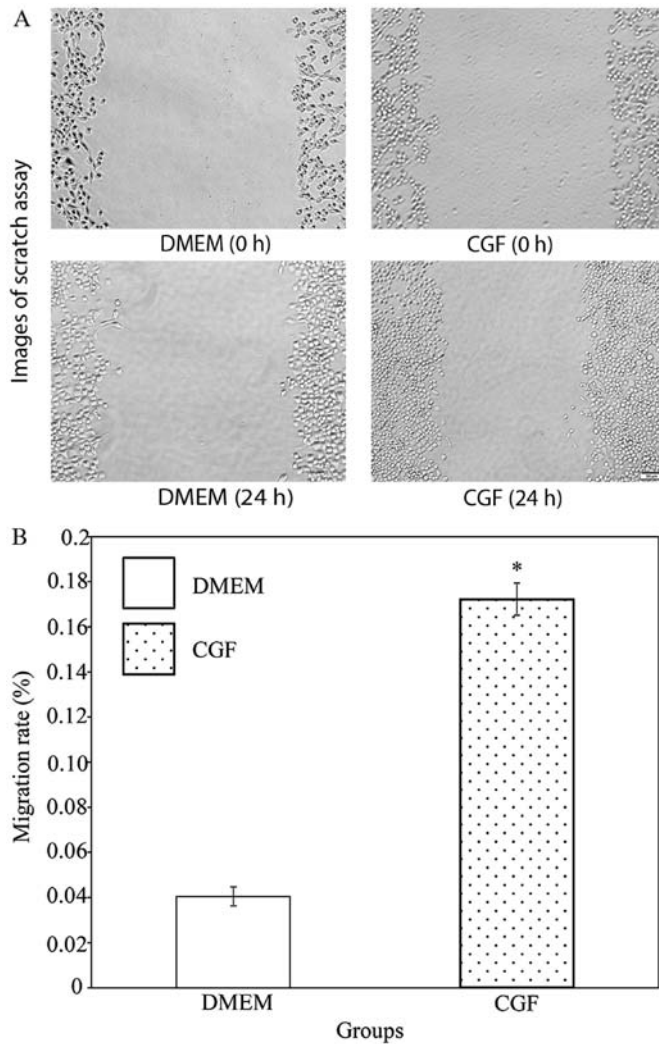 A
Images of scratch assay
DMEM (0 h)
CGF (0 h)
DMEM (24 h)
CGF (24 h)
B
0.2
0.18
0.16
0.14
0.12
0.10
0.08
0.06
0.04
0.02
0
Migration rate (%)
DMEM
CGF
*
DMEM
CGF
Groups